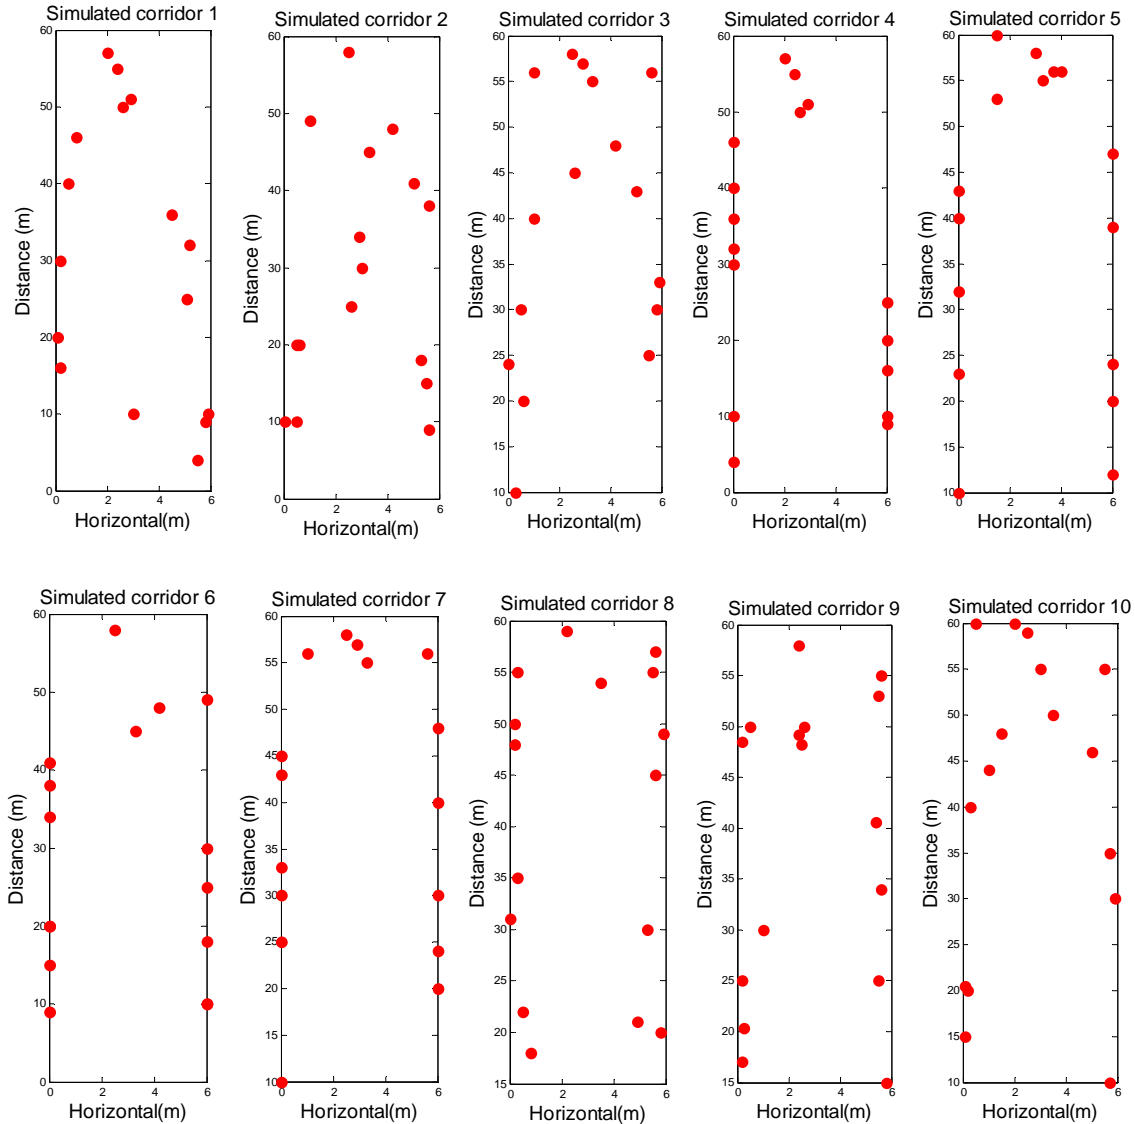 Simulated corridor 1
Simulated corridor 2
Simulated corridor 3
Simulated corridor 4
Simulated corridor 5
60
50
40
30
20
10
0
Distance (m)
0 2 4 6
Horizontal(m)
60
50
40
30
20
10
0
Distance (m)
0 2 4 6
Horizontal(m)
60
55
50
45
40
35
30
25
20
15
10
Distance (m)
0 2 4 6
Horizontal(m)
60
50
40
30
20
10
0
Distance (m)
0 2 4 6
Horizontal(m)
60
55
50
45
40
35
30
25
20
15
10
Distance (m)
0 2 4 6
Horizontal(m)
Simulated corridor 6
Simulated corridor 7
Simulated corridor 8
Simulated corridor 9
Simulated corridor 10
60
50
40
30
20
10
0
Distance (m)
0 2 4 6
Horizontal(m)
60
55
50
45
40
35
30
25
20
15
10
Distance (m)
0 2 4 6
Horizontal(m)
60
55
50
45
40
35
30
25
20
15
Distance (m)
0 2 4 6
Horizontal(m)
60
55
50
45
40
35
30
25
20
15
Distance (m)
0 2 4 6
Horizontal(m)
60
55
50
45
40
35
30
25
20
15
10
Distance (m)
0 2 4 6
Horizontal(m)